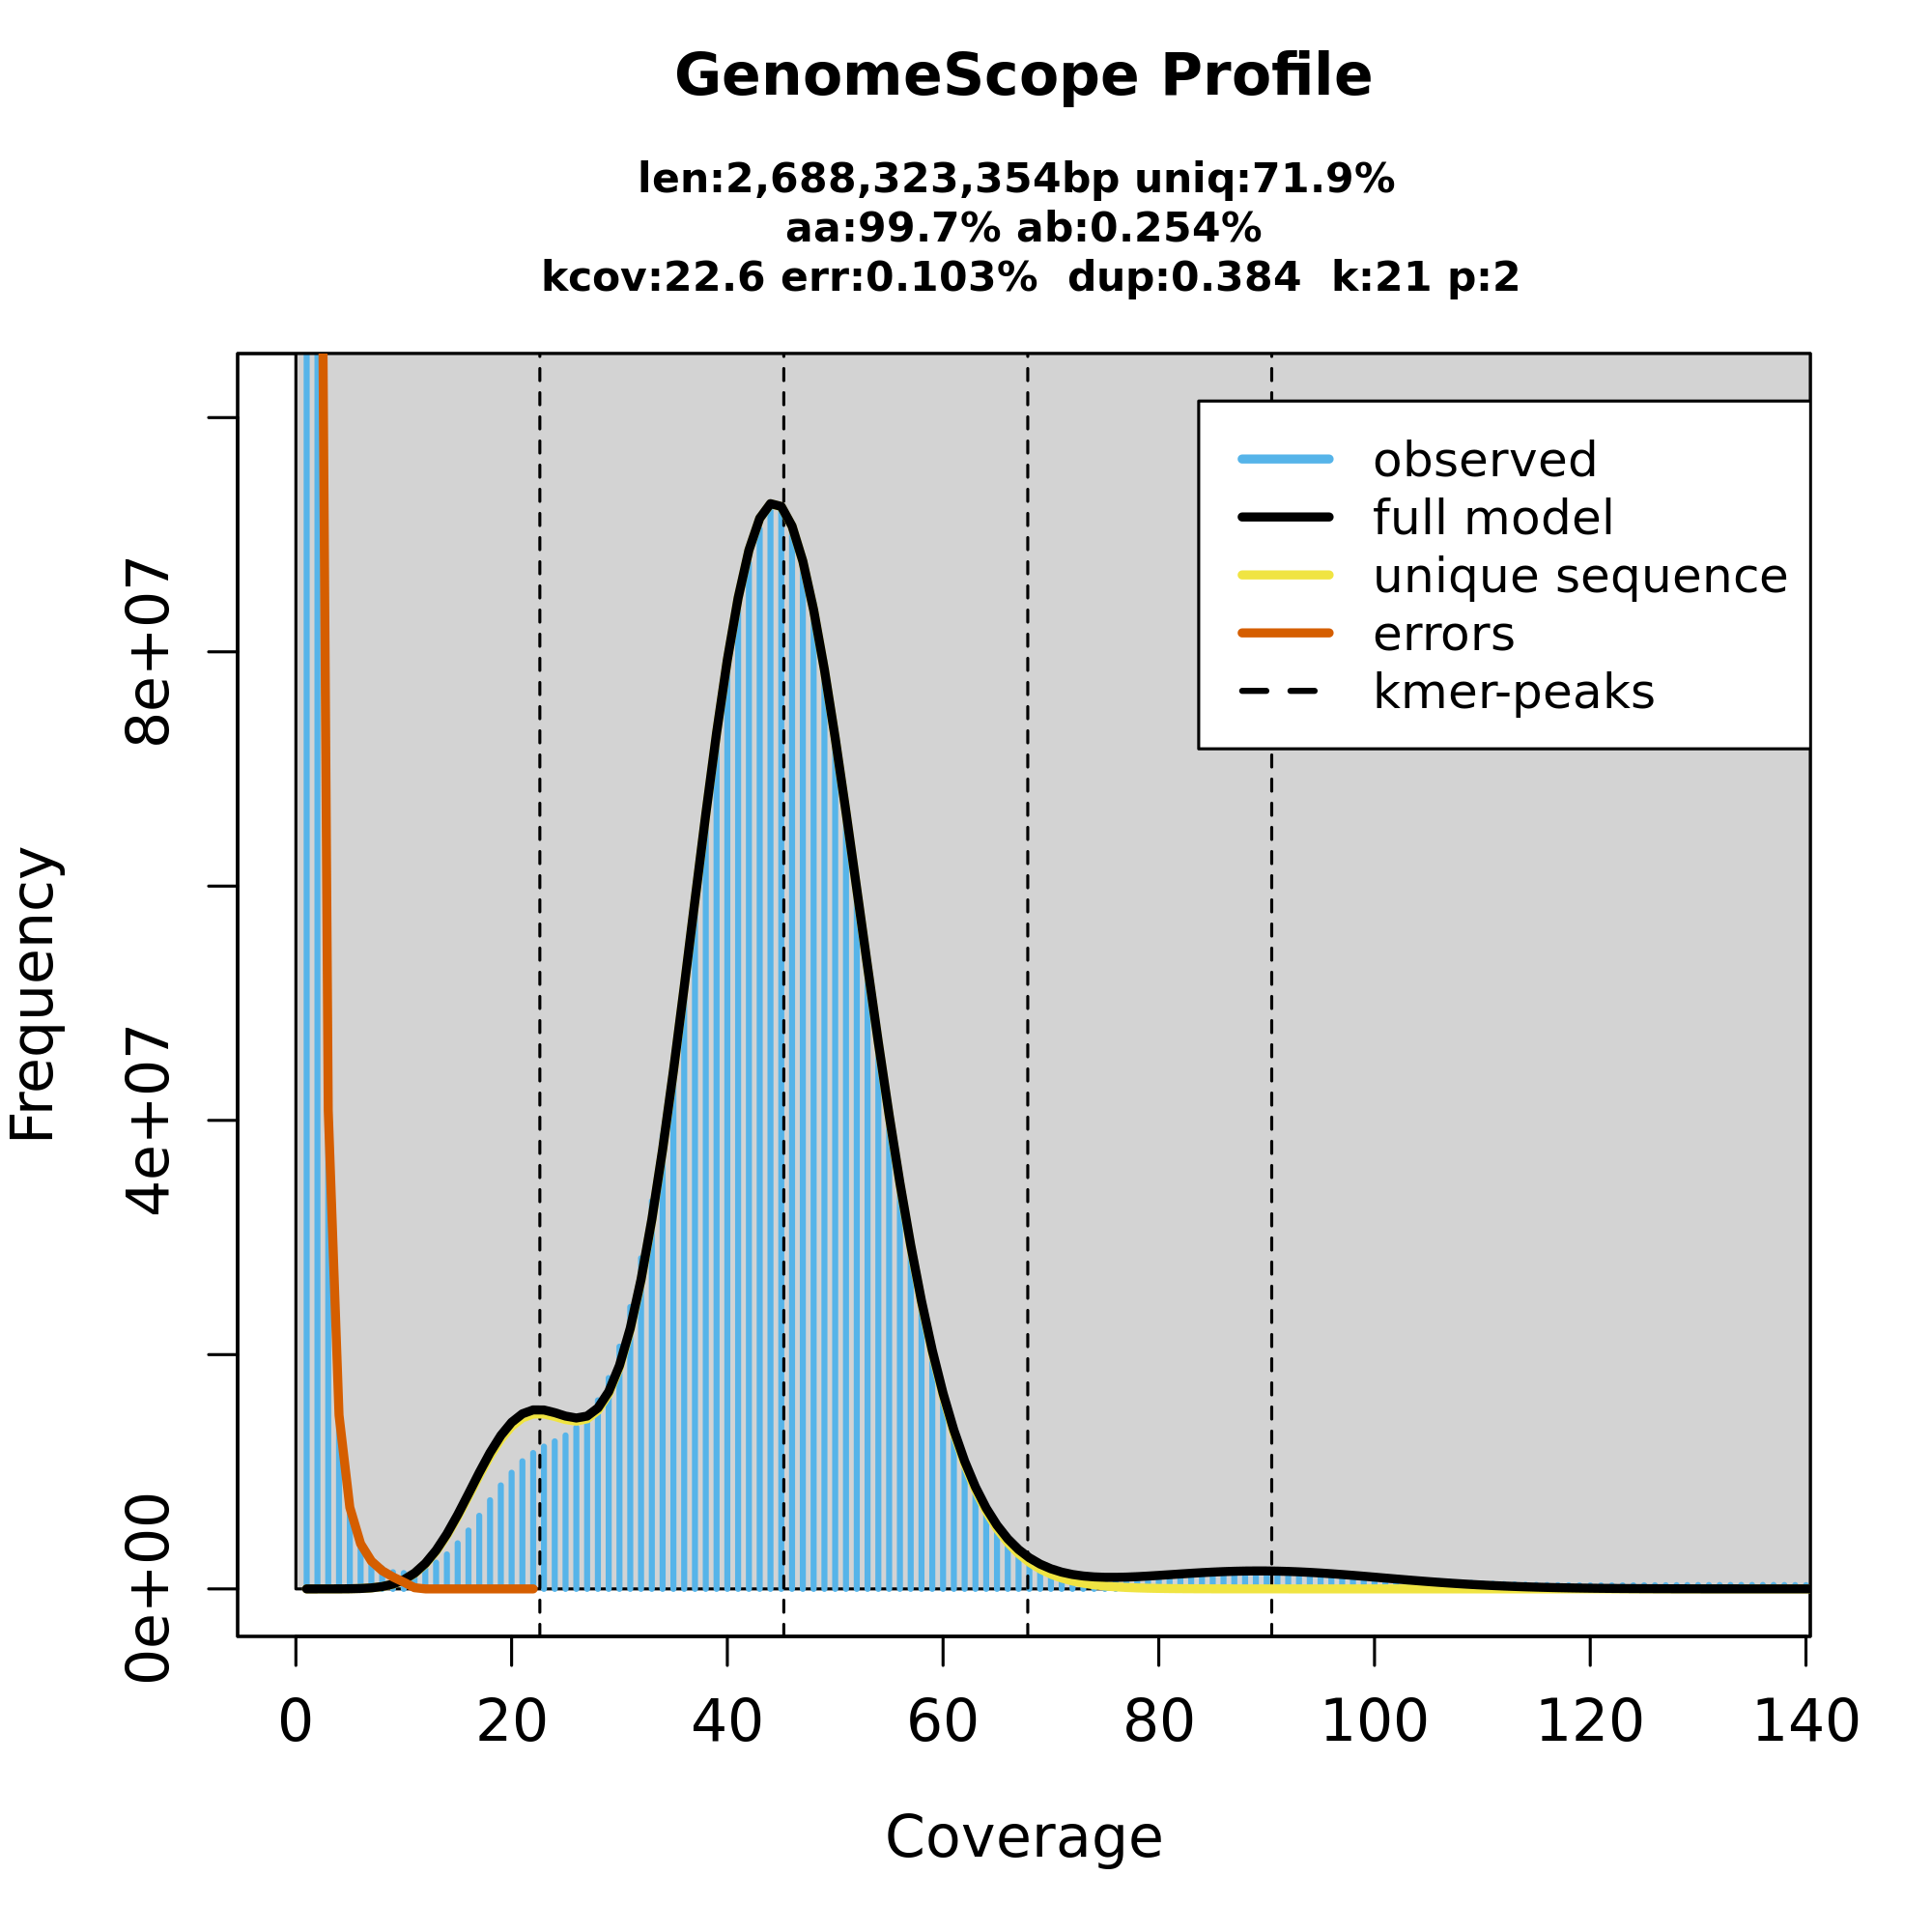 GenomeScope Profile
len:2,688,323,354bp uniq:71.9%
aa:99.7% ab:0.254%
kcov:22.6 err:0.103% dup:0.384 k:21 p:2
observed
full model
unique sequence
errors
kmer-peaks
Frequency
8e+07
4e+07
0e+00
0 20 40 60 80 100 120 140
Coverage